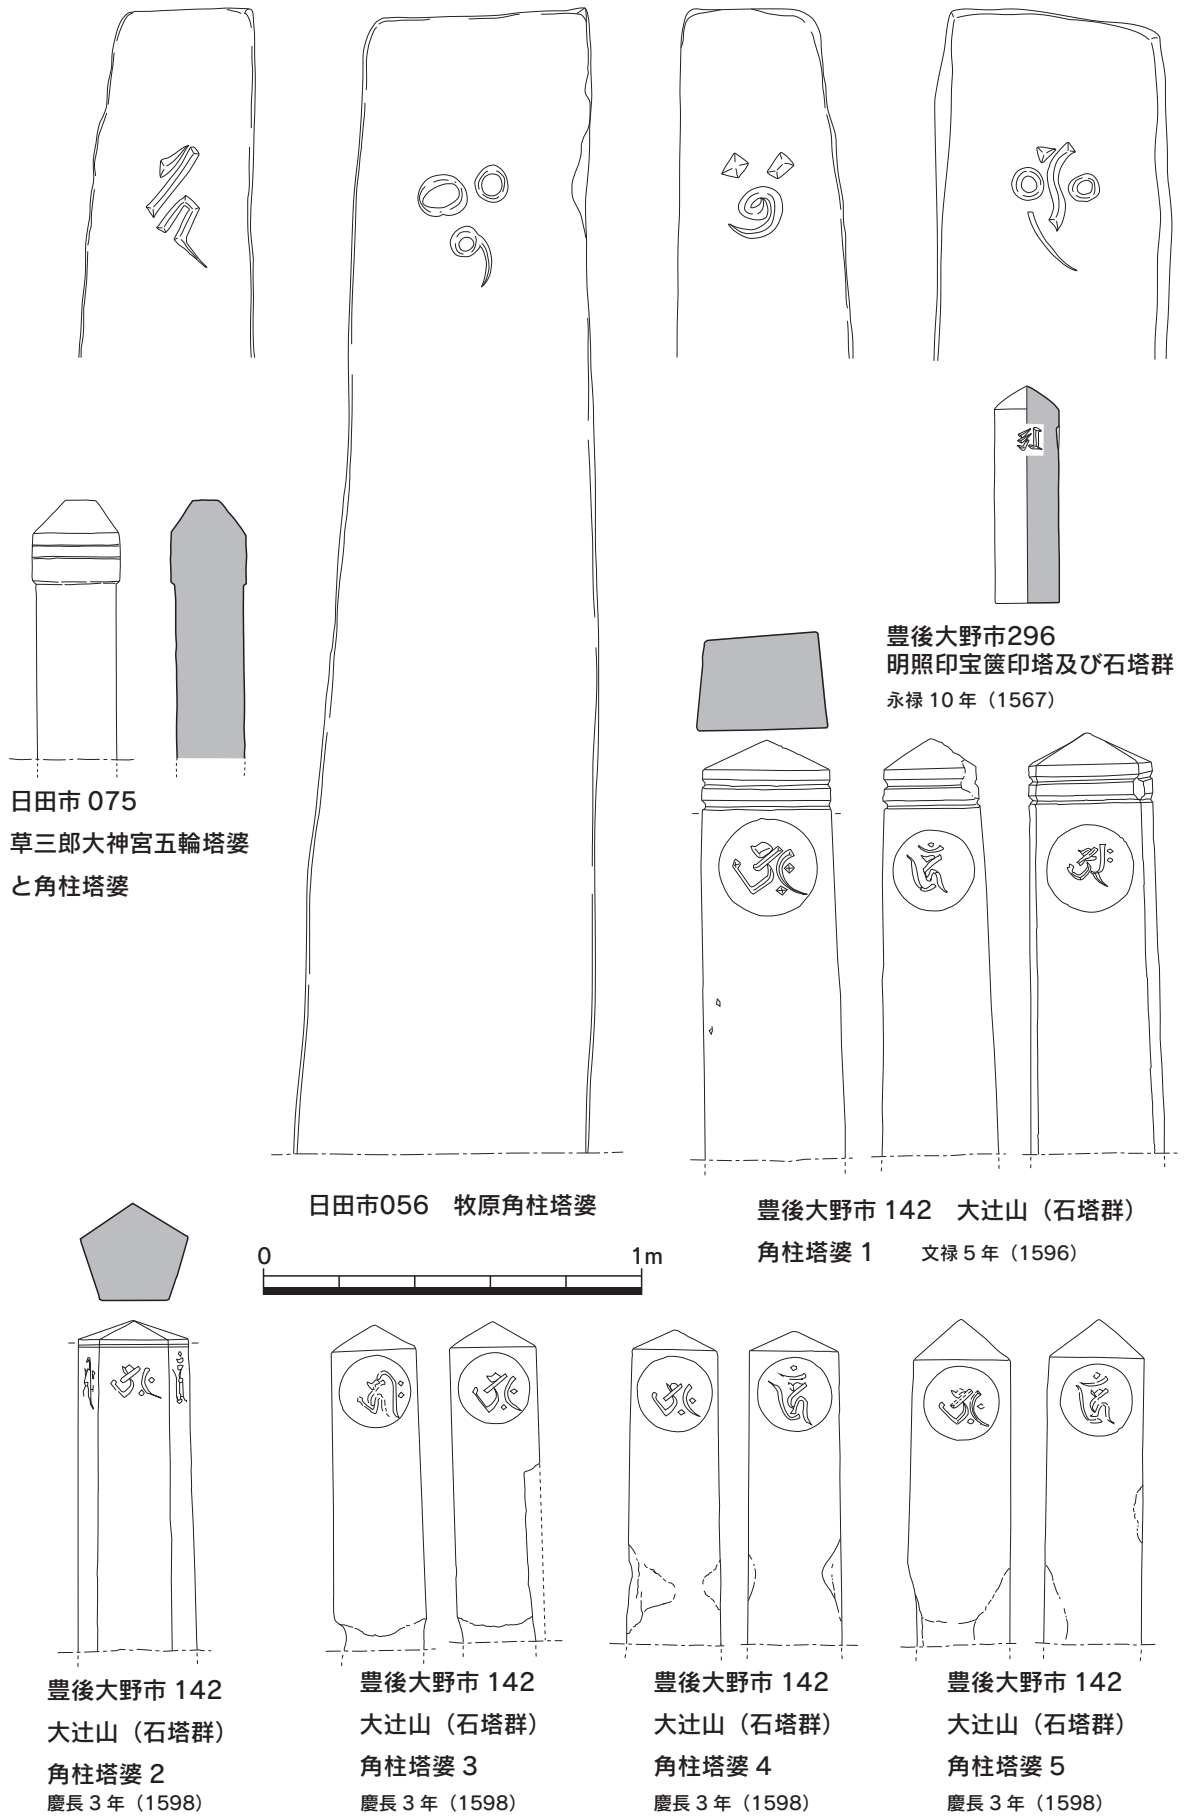 豊後大野市296
明照印宝篋印塔及び石塔群
永禄 10 年（1567）
日田市 075
草三郎大神宮五輪塔婆
と角柱塔婆
日田市056　牧原角柱塔婆
豊後大野市 142　大辻山（石塔群）
角柱塔婆 1　文禄 5 年（1596）
0　1m
豊後大野市 142
大辻山（石塔群）
角柱塔婆 2
慶長 3 年（1598）
豊後大野市 142
大辻山（石塔群）
角柱塔婆 3
慶長 3 年（1598）
豊後大野市 142
大辻山（石塔群）
角柱塔婆 4
慶長 3 年（1598）
豊後大野市 142
大辻山（石塔群）
角柱塔婆 5
慶長 3 年（1598）